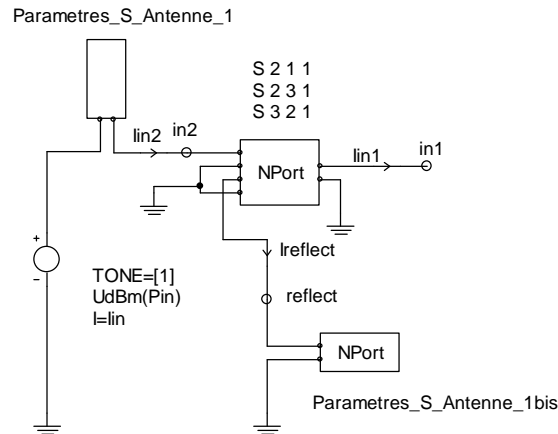 Parametres_S_Antenne_1
S 2 1 1
S 2 3 1
S 3 2 1
Iin2
in2
NPort
Iin1
in1
+
-
Ireflect
TONE=[1]
UdBm(Pin)
I=Iin
reflect
NPort
Parametres_S_Antenne_1bis